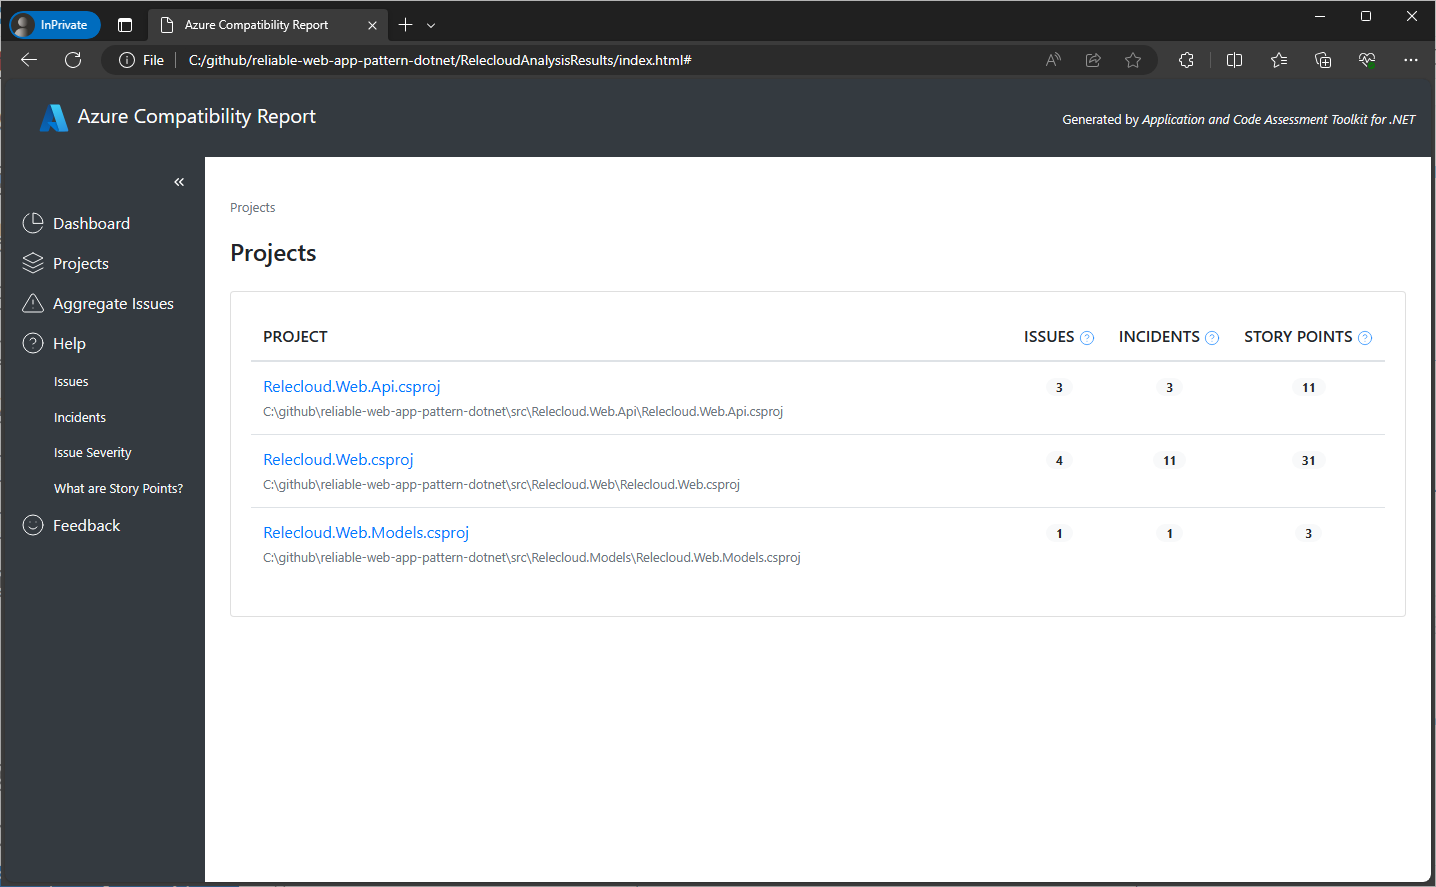 InPrivate
Azure Compatibility Report
File
C:/github/reliable-web-app-pattern-dotnet/RelecloudAnalysisResults/index.html#
Azure Compatibility Report
Generated by Application and Code Assessment Toolkit for .NET
Dashboard
Projects
Aggregate Issues
Help
Issues
Incidents
Issue Severity
What are Story Points?
Feedback
Projects
Projects
PROJECT ISSUES INCIDENTS STORY POINTS
Relecloud.Web.Api.csproj 3 3 11
C:\github\reliable-web-app-pattern-dotnet\src\Relecloud.Web.Api\Relecloud.Web.Api.csproj
Relecloud.Web.csproj 4 11 31
C:\github\reliable-web-app-pattern-dotnet\src\Relecloud.Web\Relecloud.Web.csproj
Relecloud.Web.Models.csproj 1 1 3
C:\github\reliable-web-app-pattern-dotnet\src\Relecloud.Models\Relecloud.Web.Models.csproj